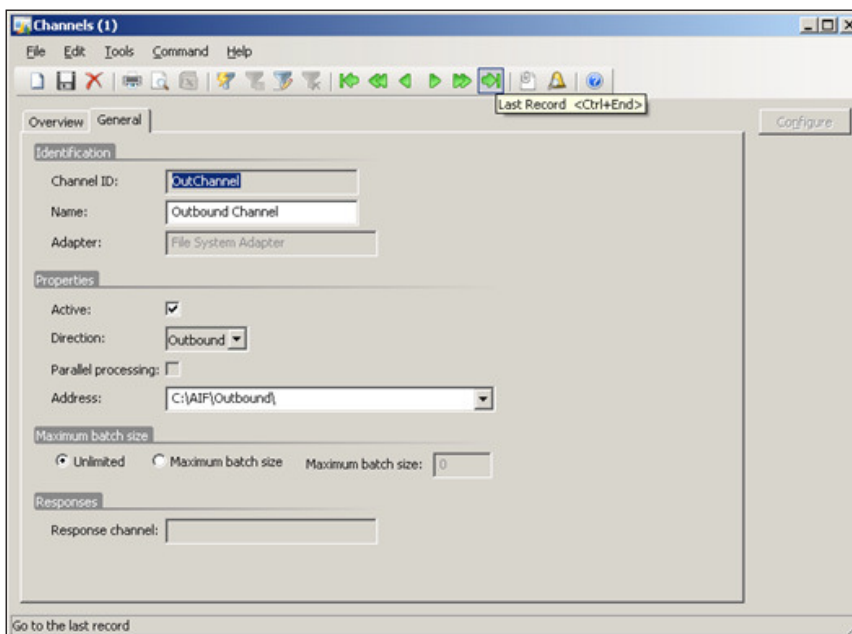 Channels (1)
File Edit Tools Command Help
Last Record <Ctrl+End>
Overview General
Configure
Identification
Channel ID: OutChannel
Name: Outbound Channel
Adapter: File System Adapter
Properties
Active:
Direction: Outbound
Parallel processing:
Address: C:\AIF\Outbound\
Maximum batch size
Unlimited Maximum batch size Maximum batch size: 0
Responses
Response channel:
Go to the last record